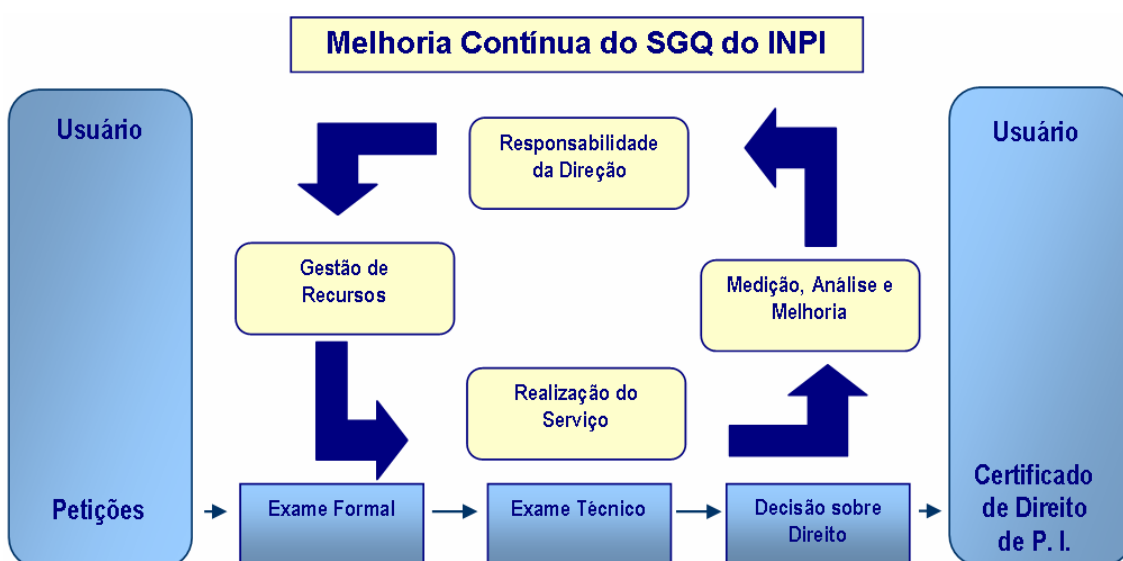 Melhoria Contínua do SGQ do INPI
Usuário
Usuário
Responsabilidade
da Direção
Gestão de
Recursos
Medição, Análise e
Melhoria
Realização do
Serviço
Petições
Exame Formal
Exame Técnico
Decisão sobre
Direito
Certificado
de Direito
de P. I.